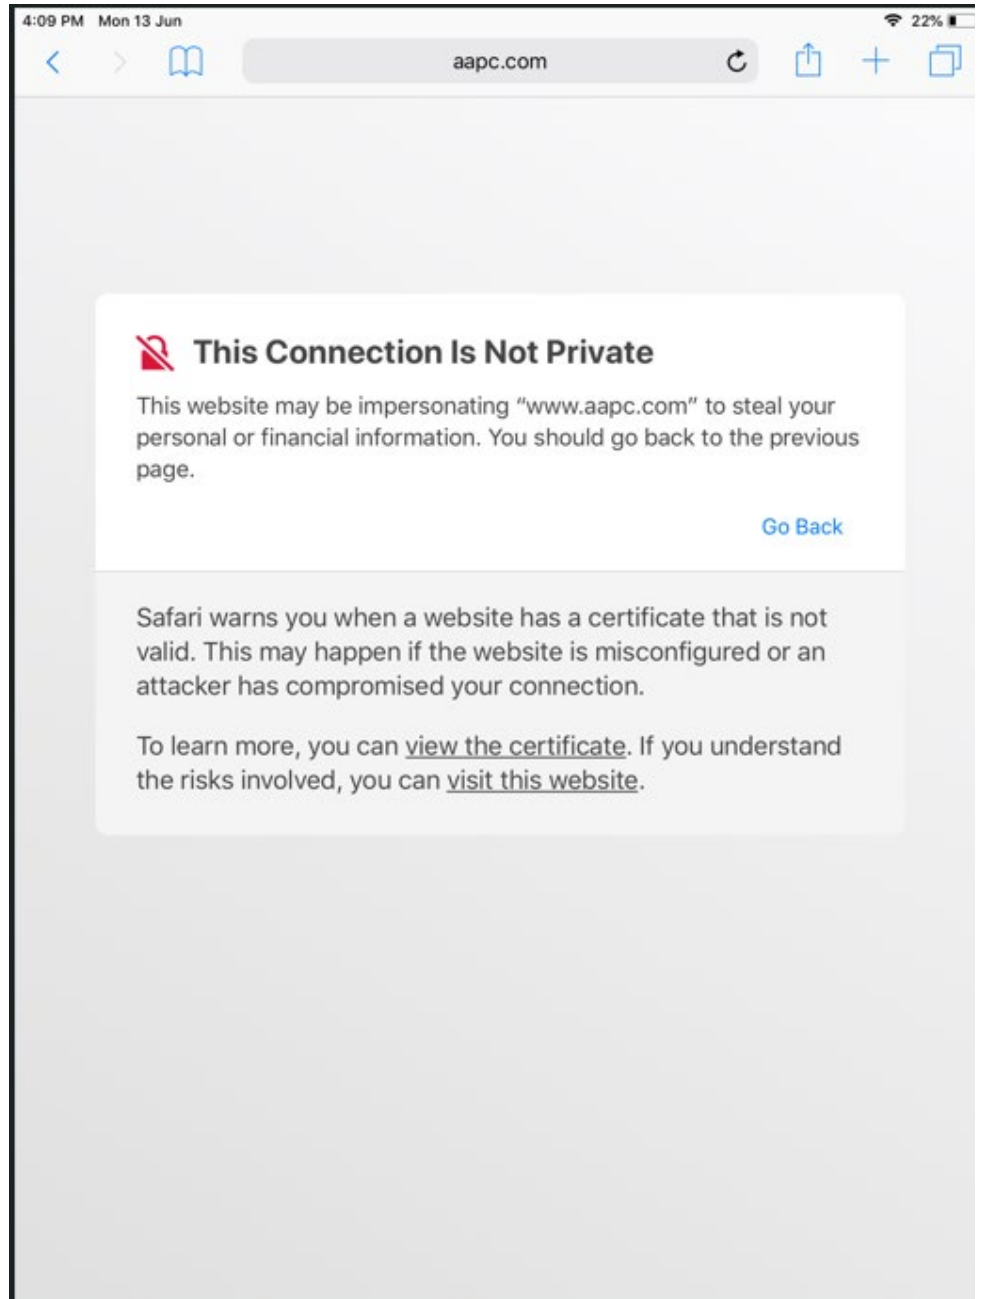 4:09 PM Mon 13 Jun 22%
aapc.com
This Connection Is Not Private
This website may be impersonating “www.aapc.com” to steal your
personal or financial information. You should go back to the previous
page.
Go Back
Safari warns you when a website has a certificate that is not
valid. This may happen if the website is misconfigured or an
attacker has compromised your connection.
To learn more, you can view the certificate. If you understand
the risks involved, you can visit this website.